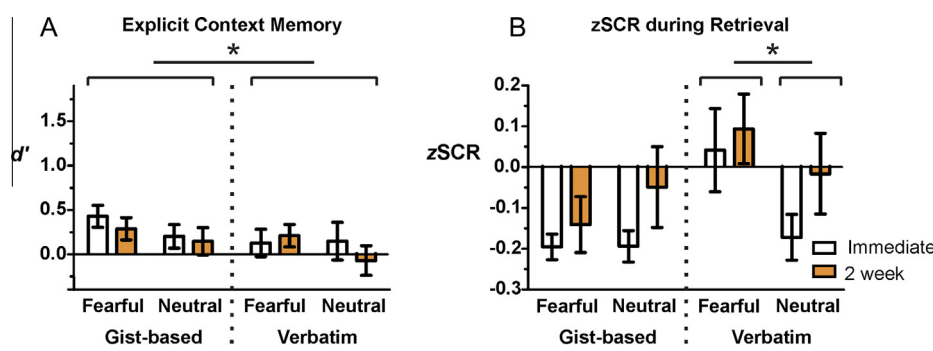 A
Explicit Context Memory
*
1.5
1.0
0.5
0.0
d'
Fearful Neutral Fearful Neutral
Gist-based Verbatim
B
zSCR during Retrieval
*
0.2
0.1
0.0
-0.1
-0.2
-0.3
zSCR
Immediate
2 week
Fearful Neutral Fearful Neutral
Gist-based Verbatim